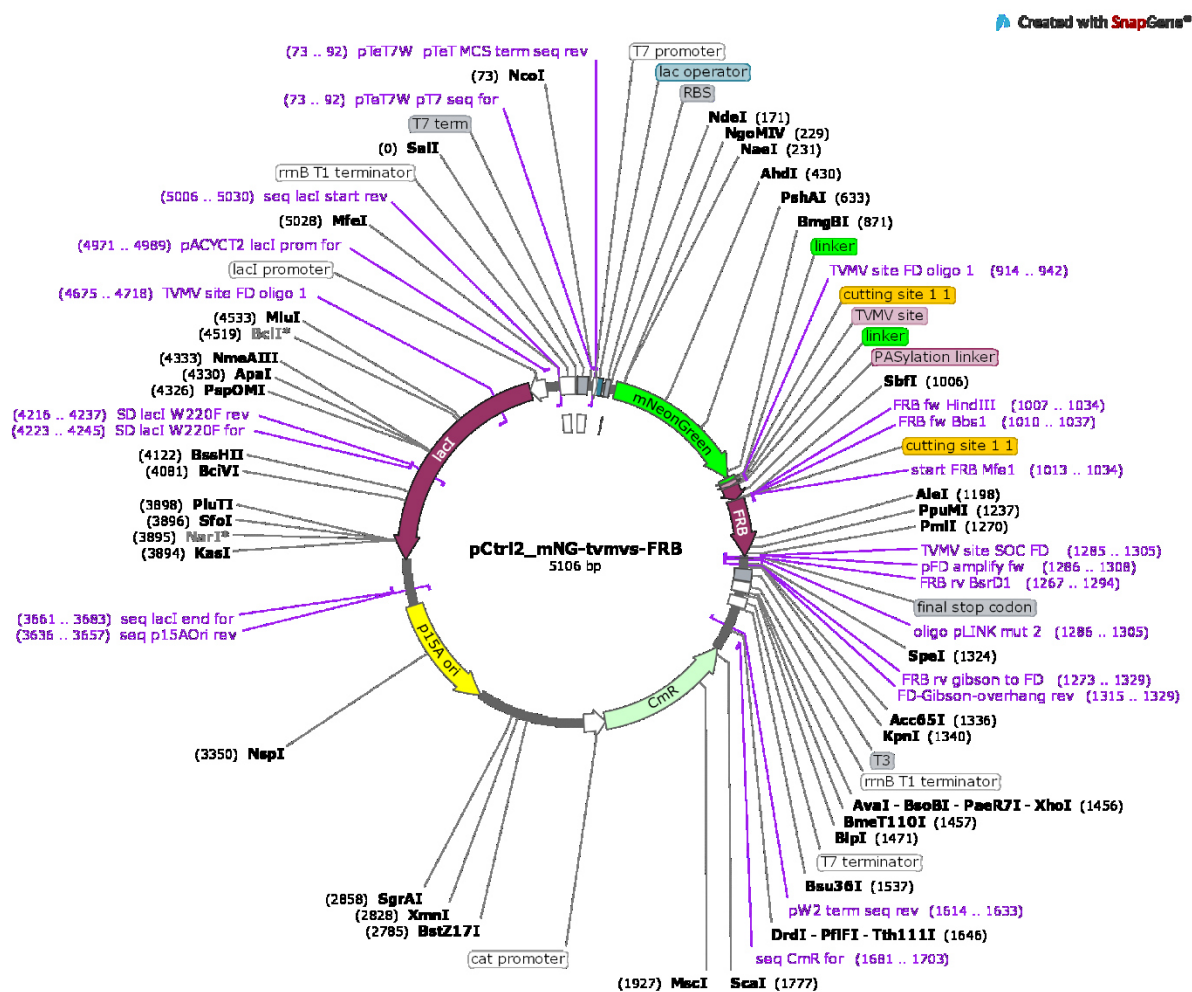 Created with SnapGene®
(73 .. 92) pTeT7W pTeT MCS term seq rev
(73) NcoI
(73 .. 92) pTeT7W pT7 seq for
T7 term
(0) SalI
rrnB T1 terminator
(5006 .. 5030) seq lacI start rev
(5028) MfeI
(4971 .. 4989) pACYCT2 lacI prom for
lacI promoter
(4675 .. 4718) TVMV site FD oligo 1
(4533) MluI
(4519) BclI*
(4333) NmeAIII
(4330) ApaI
(4326) PspOMI
(4216 .. 4237) SD lacI W220F rev
(4223 .. 4245) SD lacI W220F for
(4122) BssHII
(4081) BciVI
(3898) PluTI
(3896) SfoI
(3895) NarI*
(3894) KasI
(3661 .. 3683) seq lacI end for
(3636 .. 3657) seq p15AOri rev
(3350) NspI
(2858) SgrAI
(2828) XmnI
(2785) BstZ17I
cat promoter
(1927) MscI
ScaI (1777)
T7 promoter
lac operator
RBS
NdeI (171)
NgoMIV (229)
NaeI (231)
AhdI (430)
PshAI (633)
BmgBI (871)
linker
TVMV site FD oligo 1 (914 .. 942)
cutting site 1 1
TVMV site
linker
PASylation linker
SbfI (1006)
FRB fw HindIII (1007 .. 1034)
FRB fw Bbs1 (1010 .. 1037)
cutting site 1 1
start FRB Mfe1 (1013 .. 1034)
AleI (1198)
PpuMI (1237)
PmlI (1270)
TVMV site SOC FD (1285 .. 1305)
pFD amplify fw (1286 .. 1308)
FRB rv BsrD1 (1267 .. 1294)
final stop codon
oligo pLINK mut 2 (1286 .. 1305)
SpeI (1324)
FRB rv gibson to FD (1273 .. 1329)
FD-Gibson-overhang rev (1315 .. 1329)
Acc65I (1336)
KpnI (1340)
T3
rrnB T1 terminator
AvaI - BsoBI - PaeR7I - XhoI (1456)
BmeT110I (1457)
BlpI (1471)
T7 terminator
Bsu36I (1537)
pW2 term seq rev (1614 .. 1633)
DrdI - PflFI - Tth111I (1646)
seq CmR for (1681 .. 1703)
mNeonGreen
FRB
CmR
p15A ori
lacI
pCtrl2_mNG-tvmvs-FRB
5106 bp